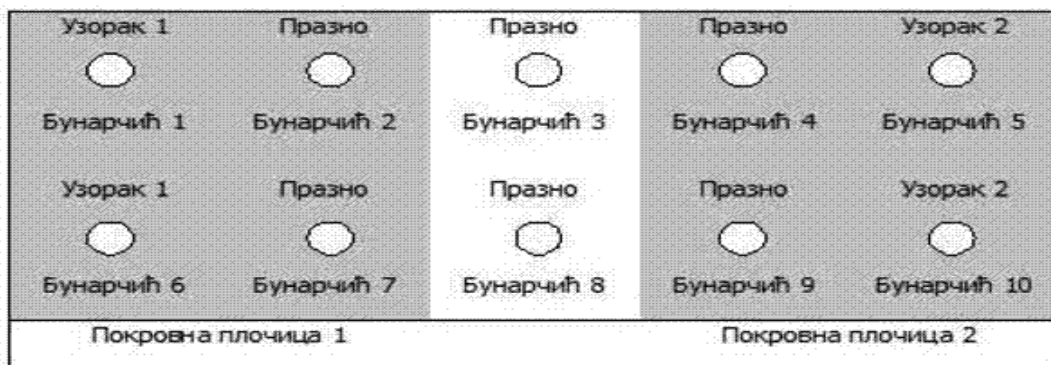 Узорак 1 Празно Празно Празно Узорак 2
Бунарчић 1 Бунарчић 2 Бунарчић 3 Бунарчић 4 Бунарчић 5
Узорак 1 Празно Празно Празно Узорак 2
Бунарчић 6 Бунарчић 7 Бунарчић 8 Бунарчић 9 Бунарчић 10
Покровна плочица 1 Покровна плочица 2